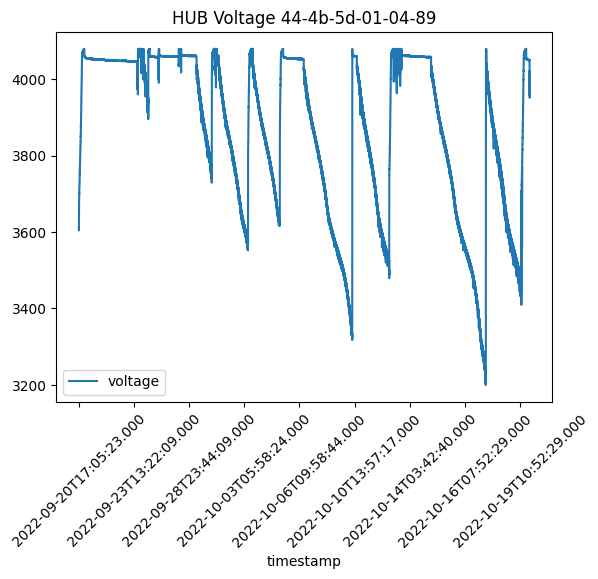 HUB Voltage 44-4b-5d-01-04-89
4000
3800
3600
3400
3200
voltage
2022-09-20T17:05:23.000
2022-09-23T13:22:09.000
2022-09-28T23:44:09.000
2022-10-03T05:58:24.000
2022-10-06T09:58:44.000
2022-10-10T13:57:17.000
2022-10-14T03:42:40.000
2022-10-16T07:52:29.000
2022-10-19T10:52:29.000
timestamp